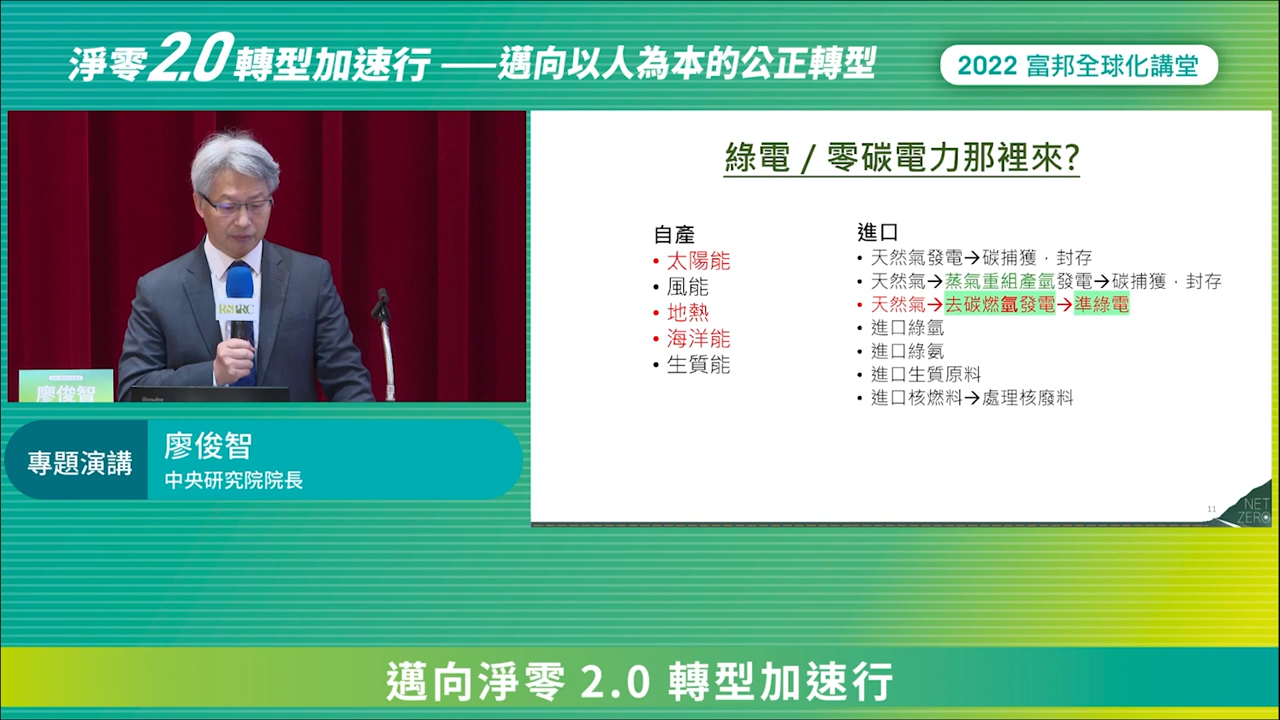 淨零2.0轉型加速行——邁向以人為本的公正轉型
2022 富邦全球化講堂
RSPRC
廖俊智
專題演講
廖俊智
中央研究院院長
綠電 / 零碳電力那裡來?
自產
• 太陽能
• 風能
• 地熱
• 海洋能
• 生質能
進口
• 天然氣發電→碳捕獲，封存
• 天然氣→蒸氣重組產氫發電→碳捕獲，封存
• 天然氣→去碳燃氫發電→準綠電
• 進口綠氫
• 進口綠氨
• 進口生質原料
• 進口核燃料→處理核廢料
11
NET
ZERO
邁向淨零 2.0 轉型加速行